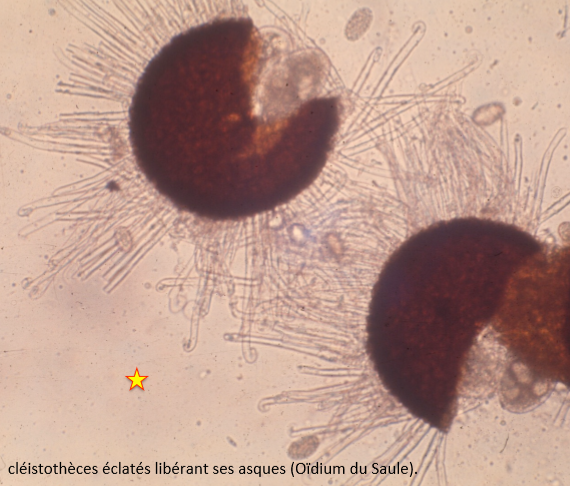 cléistothèces éclatés libérant ses asques (Oïdium du Saule).